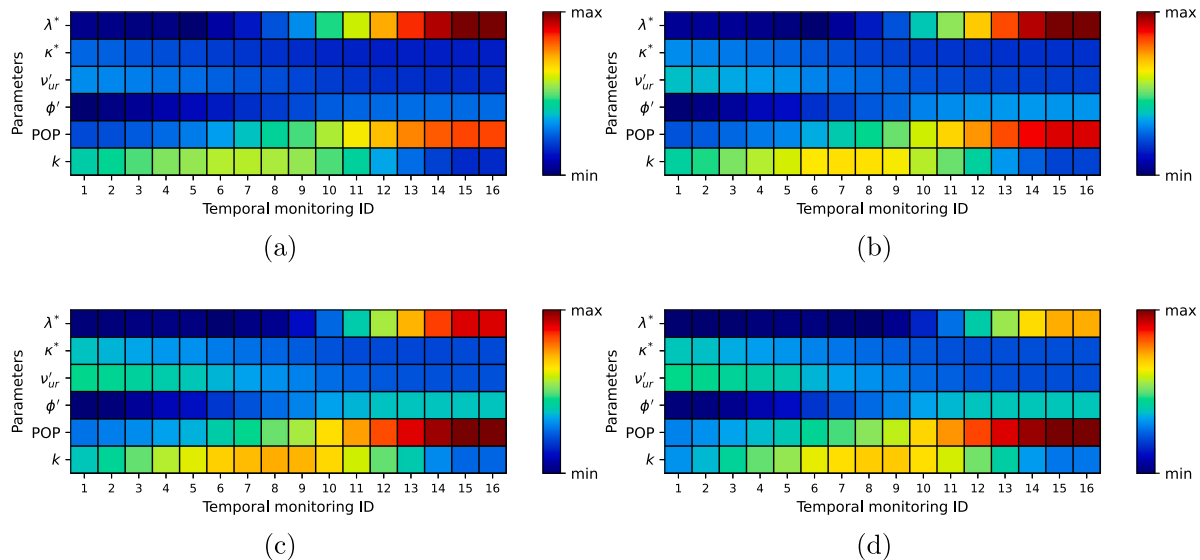 Parameters
λ*
κ*
ν′ur
ϕ′
POP
k
1 2 3 4 5 6 7 8 9 10 11 12 13 14 15 16
Temporal monitoring ID
max
min
(a)
Parameters
λ*
κ*
ν′ur
ϕ′
POP
k
1 2 3 4 5 6 7 8 9 10 11 12 13 14 15 16
Temporal monitoring ID
max
min
(b)
Parameters
λ*
κ*
ν′ur
ϕ′
POP
k
1 2 3 4 5 6 7 8 9 10 11 12 13 14 15 16
Temporal monitoring ID
max
min
(c)
Parameters
λ*
κ*
ν′ur
ϕ′
POP
k
1 2 3 4 5 6 7 8 9 10 11 12 13 14 15 16
Temporal monitoring ID
max
min
(d)